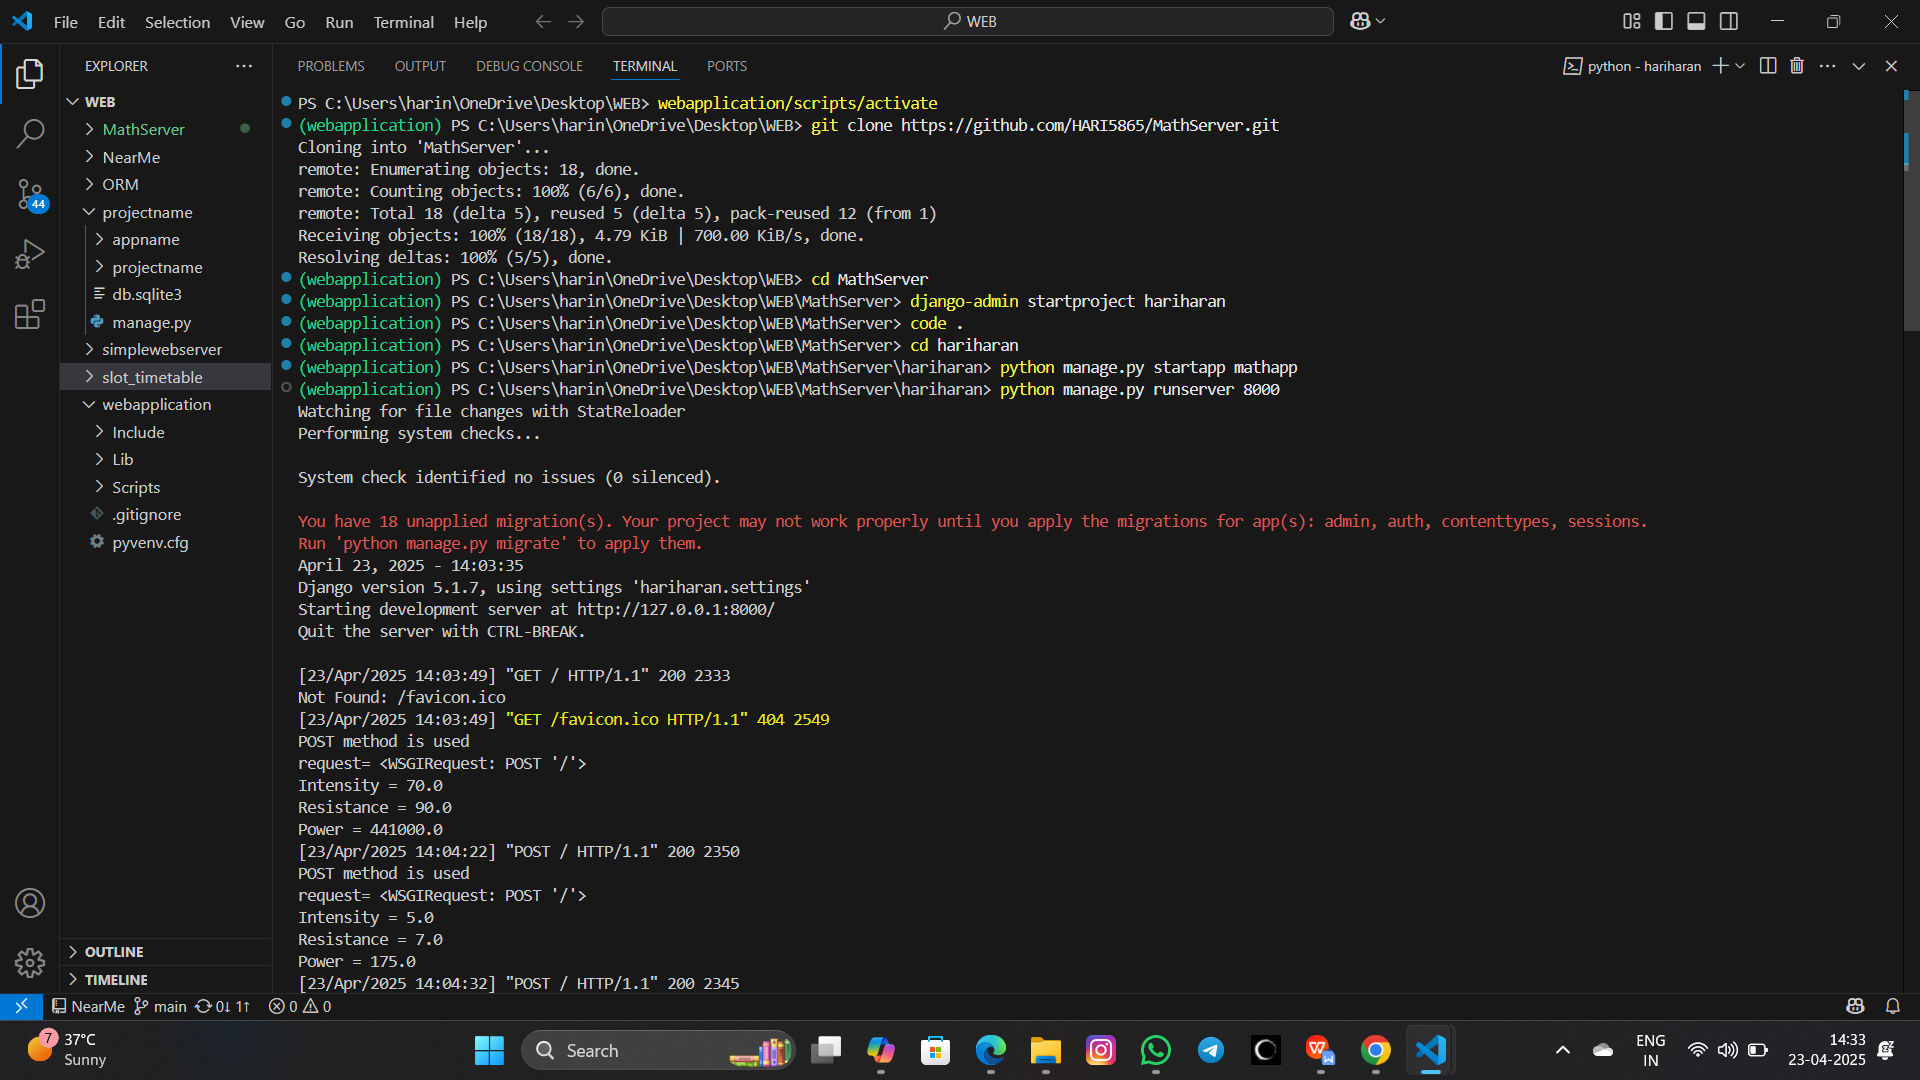 File Edit Selection View Go Run Terminal Help
WEB
EXPLORER
PROBLEMS OUTPUT DEBUG CONSOLE TERMINAL PORTS
python - hariharan
WEB
MathServer
NearMe
ORM
projectname
appname
projectname
db.sqlite3
manage.py
simplewebserver
slot_timetable
webapplication
Include
Lib
Scripts
.gitignore
pyvenv.cfg
OUTLINE
TIMELINE
44
PS C:\Users\harin\OneDrive\Desktop\WEB> webapplication/scripts/activate
(webapplication) PS C:\Users\harin\OneDrive\Desktop\WEB> git clone https://github.com/HARI5865/MathServer.git
Cloning into 'MathServer'...
remote: Enumerating objects: 18, done.
remote: Counting objects: 100% (6/6), done.
remote: Total 18 (delta 5), reused 5 (delta 5), pack-reused 12 (from 1)
Receiving objects: 100% (18/18), 4.79 KiB | 700.00 KiB/s, done.
Resolving deltas: 100% (5/5), done.
(webapplication) PS C:\Users\harin\OneDrive\Desktop\WEB> cd MathServer
(webapplication) PS C:\Users\harin\OneDrive\Desktop\WEB\MathServer> django-admin startproject hariharan
(webapplication) PS C:\Users\harin\OneDrive\Desktop\WEB\MathServer> code .
(webapplication) PS C:\Users\harin\OneDrive\Desktop\WEB\MathServer> cd hariharan
(webapplication) PS C:\Users\harin\OneDrive\Desktop\WEB\MathServer\hariharan> python manage.py startapp mathapp
(webapplication) PS C:\Users\harin\OneDrive\Desktop\WEB\MathServer\hariharan> python manage.py runserver 8000
Watching for file changes with StatReloader
Performing system checks...
System check identified no issues (0 silenced).
You have 18 unapplied migration(s). Your project may not work properly until you apply the migrations for app(s): admin, auth, contenttypes, sessions.
Run 'python manage.py migrate' to apply them.
April 23, 2025 - 14:03:35
Django version 5.1.7, using settings 'hariharan.settings'
Starting development server at http://127.0.0.1:8000/
Quit the server with CTRL-BREAK.
[23/Apr/2025 14:03:49] "GET / HTTP/1.1" 200 2333
Not Found: /favicon.ico
[23/Apr/2025 14:03:49] "GET /favicon.ico HTTP/1.1" 404 2549
POST method is used
request= <WSGIRequest: POST '/'>
Intensity = 70.0
Resistance = 90.0
Power = 441000.0
[23/Apr/2025 14:04:22] "POST / HTTP/1.1" 200 2350
POST method is used
request= <WSGIRequest: POST '/'>
Intensity = 5.0
Resistance = 7.0
Power = 175.0
[23/Apr/2025 14:04:32] "POST / HTTP/1.1" 200 2345
NearMe main 0↓ 1↑ 0 0
7
37°C
Sunny
Search
ENG
IN
14:33
23-04-2025